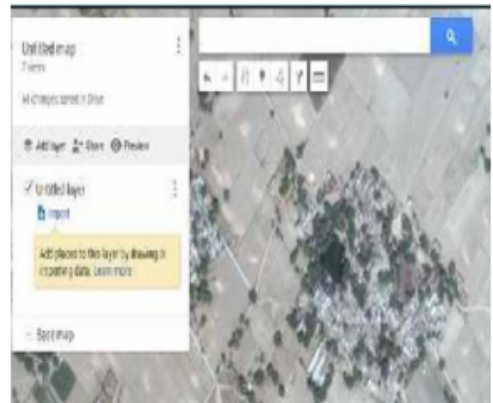 Untitled map
All changes saved in Drive
Add layer Share Preview
Untitled layer
Import
Add places to this layer by drawing or
importing data. Learn more
Base map